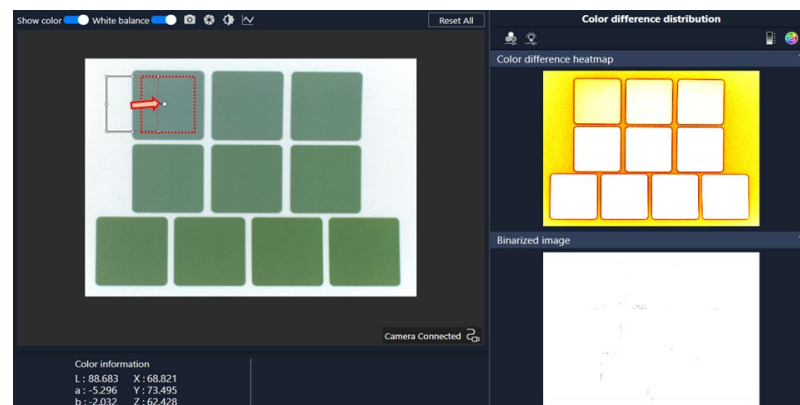 Show color White balance Reset All
Camera Connected
Color information
L : 88.683 X : 68.821
a : -5.296 Y : 73.495
b : -2.032 Z : 62.428
Color difference distribution
Color difference heatmap
Binarized image